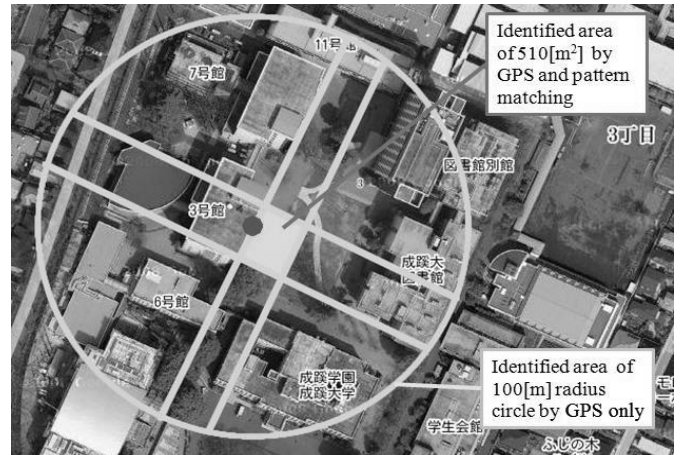 Identified area
of 510[m²] by
GPS and pattern
matching
11号
7号館
3丁目
図書館別館
3
3号館
成蹊大
図書館
6号館
Identified area of
100[m] radius
circle by GPS only
成蹊学園
成蹊大学
学生会館
ふじの木